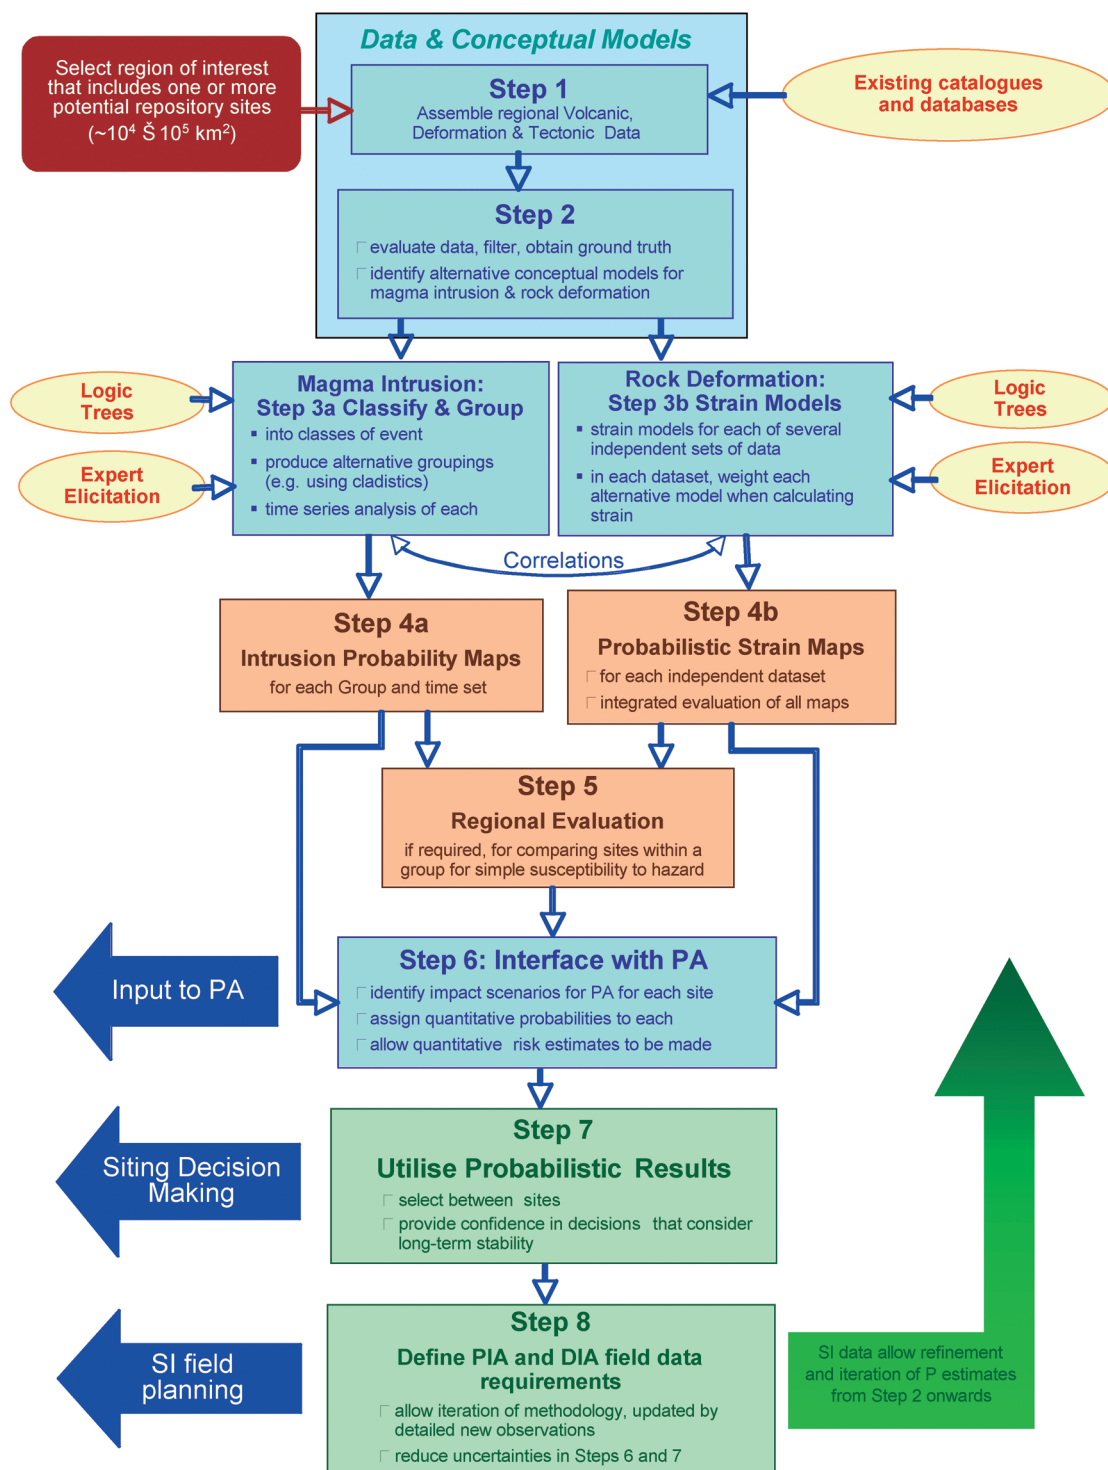 Data & Conceptual Models
Select region of interest
that includes one or more
potential repository sites
(~10⁴ Š 10⁵ km²)
Step 1
Assemble regional Volcanic,
Deformation & Tectonic Data
Existing catalogues
and databases
Step 2
evaluate data, filter, obtain ground truth
identify alternative conceptual models for
magma intrusion & rock deformation
Logic
Trees
Expert
Elicitation
Magma Intrusion:
Step 3a Classify & Group
▪ into classes of event
▪ produce alternative groupings
(e.g. using cladistics)
▪ time series analysis of each
Rock Deformation:
Step 3b Strain Models
▪ strain models for each of several
independent sets of data
▪ in each dataset, weight each
alternative model when calculating
strain
Logic
Trees
Expert
Elicitation
Correlations
Step 4a
Intrusion Probability Maps
for each Group and time set
Step 4b
Probabilistic Strain Maps
for each independent dataset
integrated evaluation of all maps
Step 5
Regional Evaluation
if required, for comparing sites within a
group for simple susceptibility to hazard
Input to PA
Step 6: Interface with PA
identify impact scenarios for PA for each site
assign quantitative probabilities to each
allow quantitative risk estimates to be made
Siting Decision
Making
Step 7
Utilise Probabilistic Results
select between sites
provide confidence in decisions that consider
long-term stability
SI field
planning
Step 8
Define PIA and DIA field data
requirements
allow iteration of methodology, updated by
detailed new observations
reduce uncertainties in Steps 6 and 7
SI data allow refinement
and iteration of P estimates
from Step 2 onwards